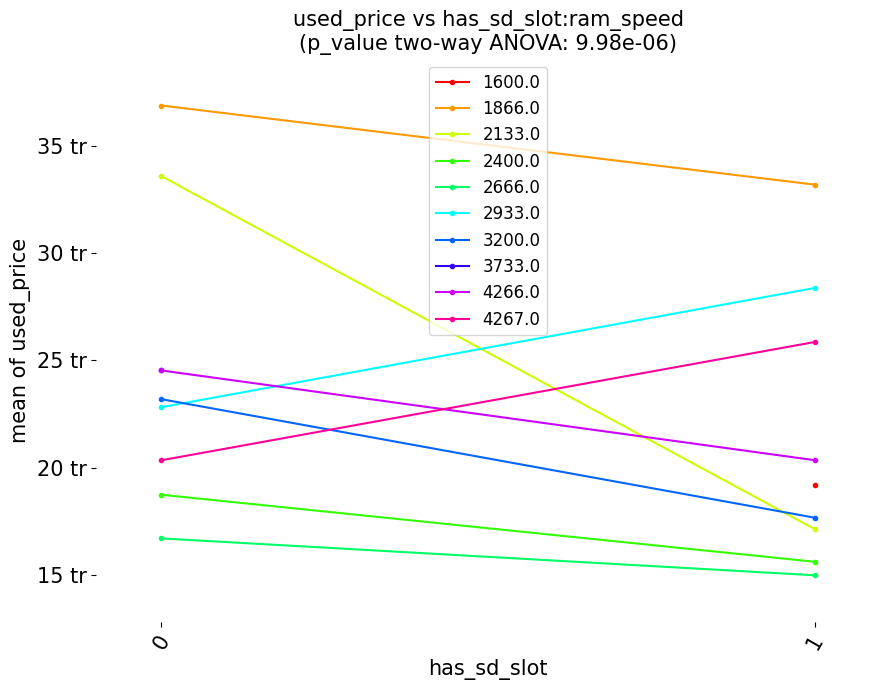 used_price vs has_sd_slot:ram_speed
(p_value two-way ANOVA: 9.98e-06)
1600.0
1866.0
2133.0
2400.0
2666.0
2933.0
3200.0
3733.0
4266.0
4267.0
35 tr
30 tr
25 tr
20 tr
15 tr
mean of used_price
0
1
has_sd_slot